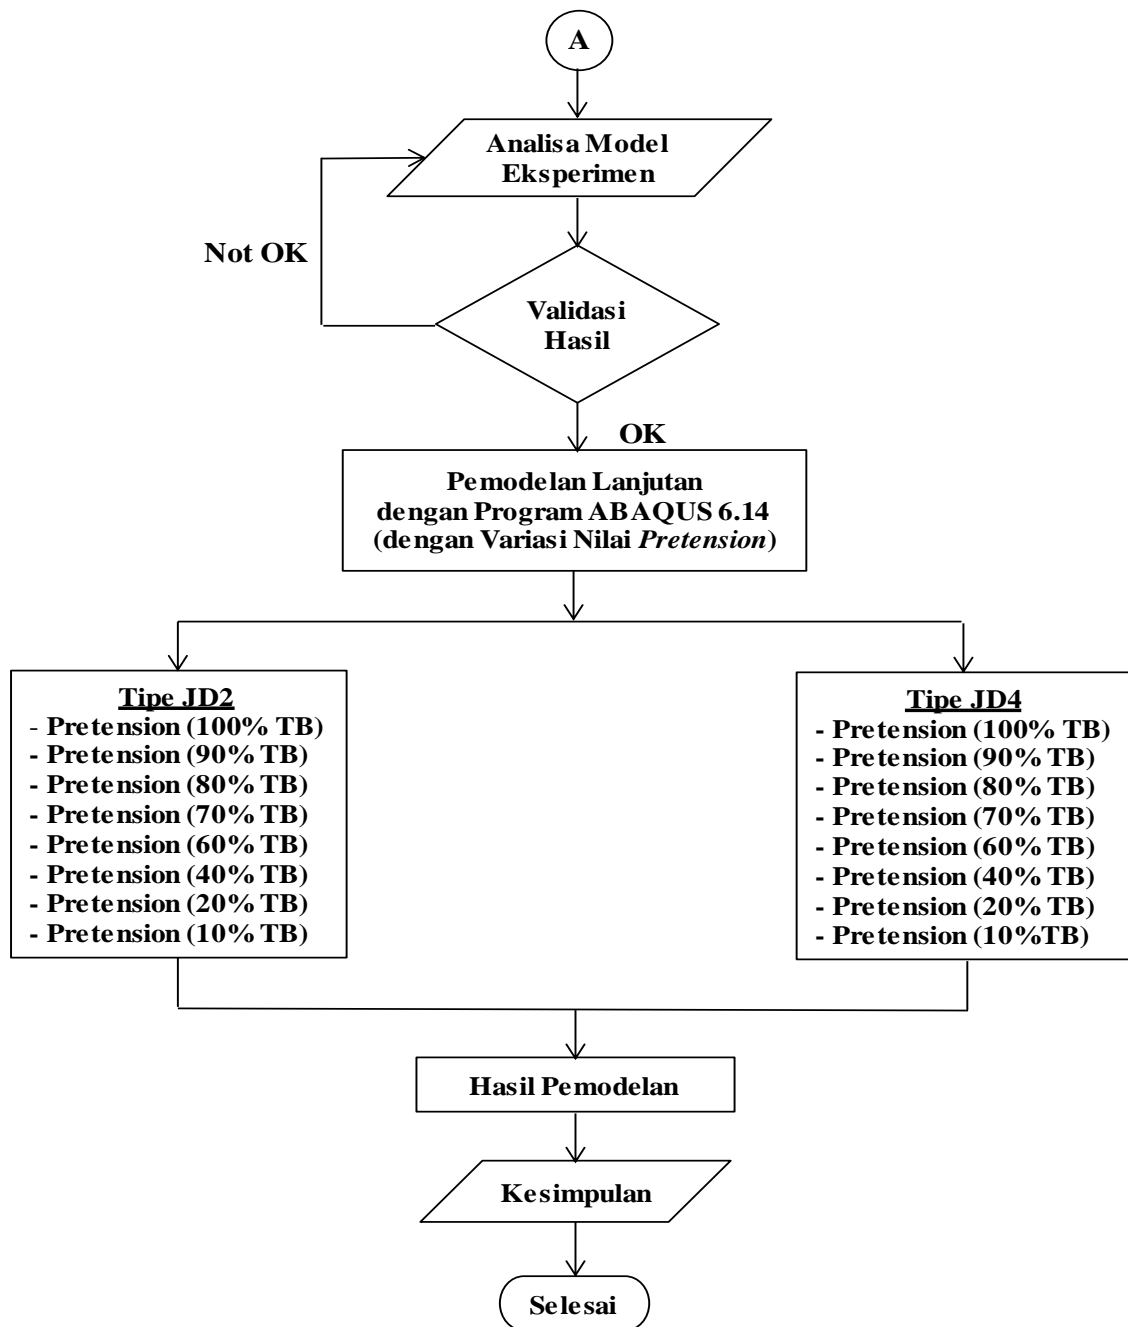 A
Analisa Model
Eksperimen
Not OK
Validasi
Hasil
OK
Pemodelan Lanjutan
dengan Program ABAQUS 6.14
(dengan Variasi Nilai Pretension)
Tipe JD2
- Pretension (100% TB)
- Pretension (90% TB)
- Pretension (80% TB)
- Pretension (70% TB)
- Pretension (60% TB)
- Pretension (40% TB)
- Pretension (20% TB)
- Pretension (10% TB)
Tipe JD4
- Pretension (100% TB)
- Pretension (90% TB)
- Pretension (80% TB)
- Pretension (70% TB)
- Pretension (60% TB)
- Pretension (40% TB)
- Pretension (20% TB)
- Pretension (10%TB)
Hasil Pemodelan
Kesimpulan
Selesai